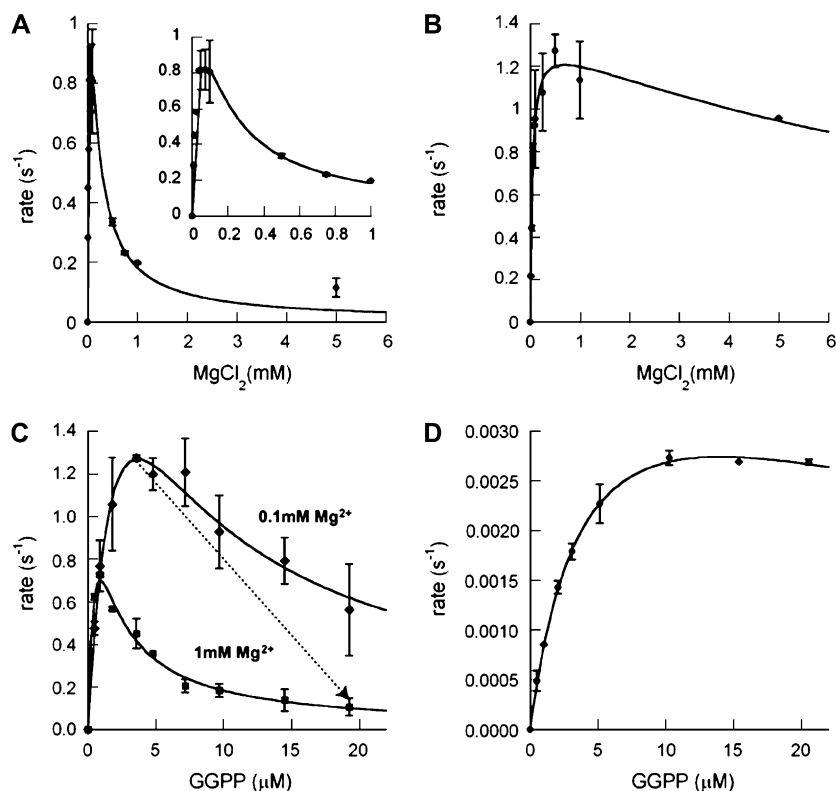 A
B
rate (s⁻¹)
1
0.8
0.6
0.4
0.2
0
0 1 2 3 4 5 6
MgCl₂(mM)
1
0.8
0.6
0.4
0.2
0
0 0.2 0.4 0.6 0.8 1
rate (s⁻¹)
1.4
1.2
1
0.8
0.6
0.4
0.2
0
0 1 2 3 4 5 6
MgCl₂(mM)
C
D
rate (s⁻¹)
1.4
1.2
1.0
0.8
0.6
0.4
0.2
0.0
0.1mM Mg²⁺
1mM Mg²⁺
0 5 10 15 20
GGPP (μM)
rate (s⁻¹)
0.0030
0.0025
0.0020
0.0015
0.0010
0.0005
0.0000
0 5 10 15 20
GGPP (μM)